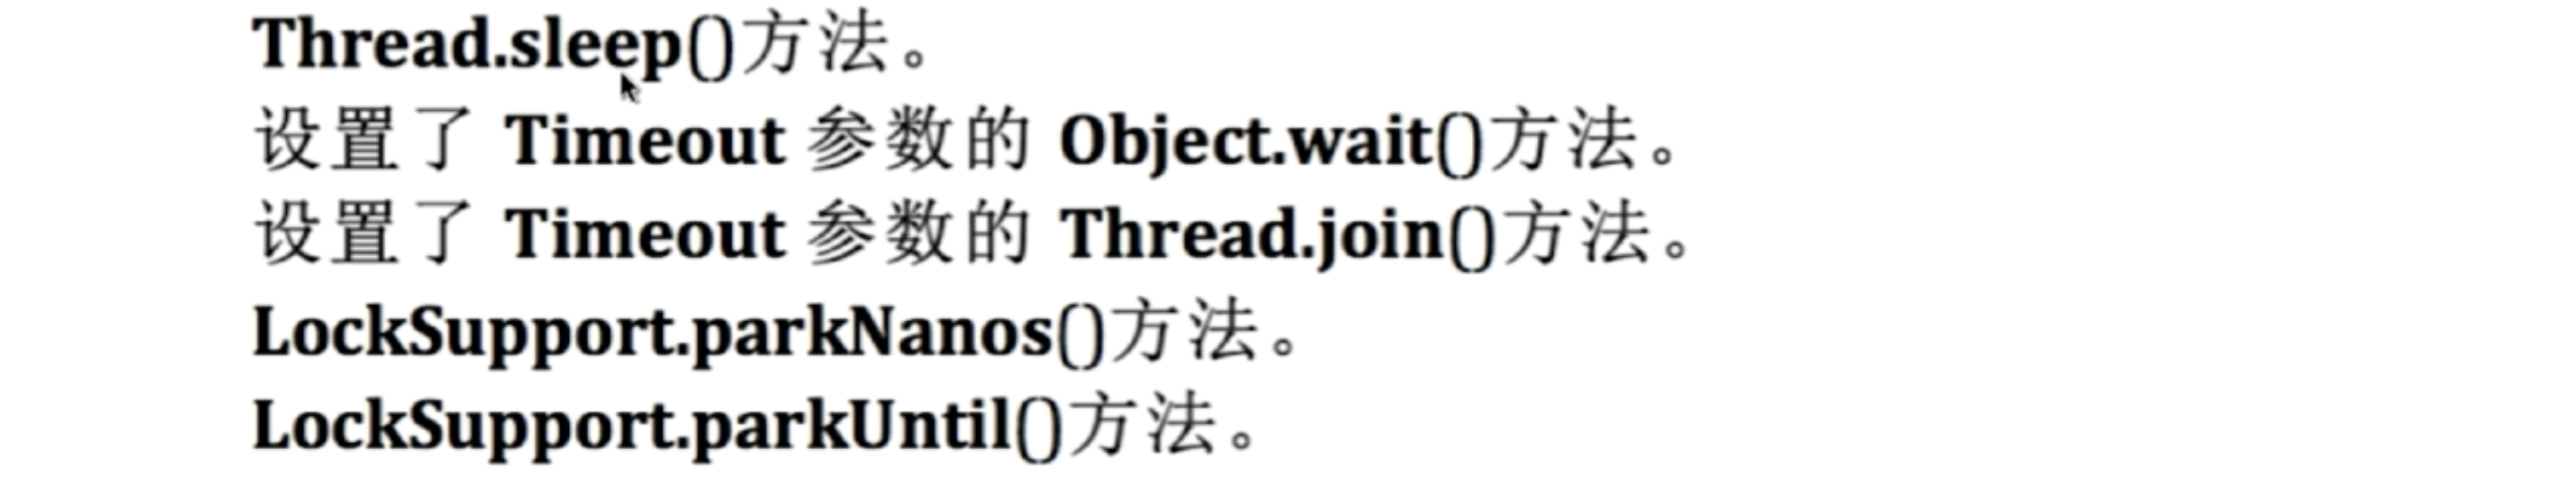 Thread.sleep()方法。
设置了 Timeout 参数的 Object.wait()方法。
设置了 Timeout 参数的 Thread.join()方法。
LockSupport.parkNanos()方法。
LockSupport.parkUntil()方法。